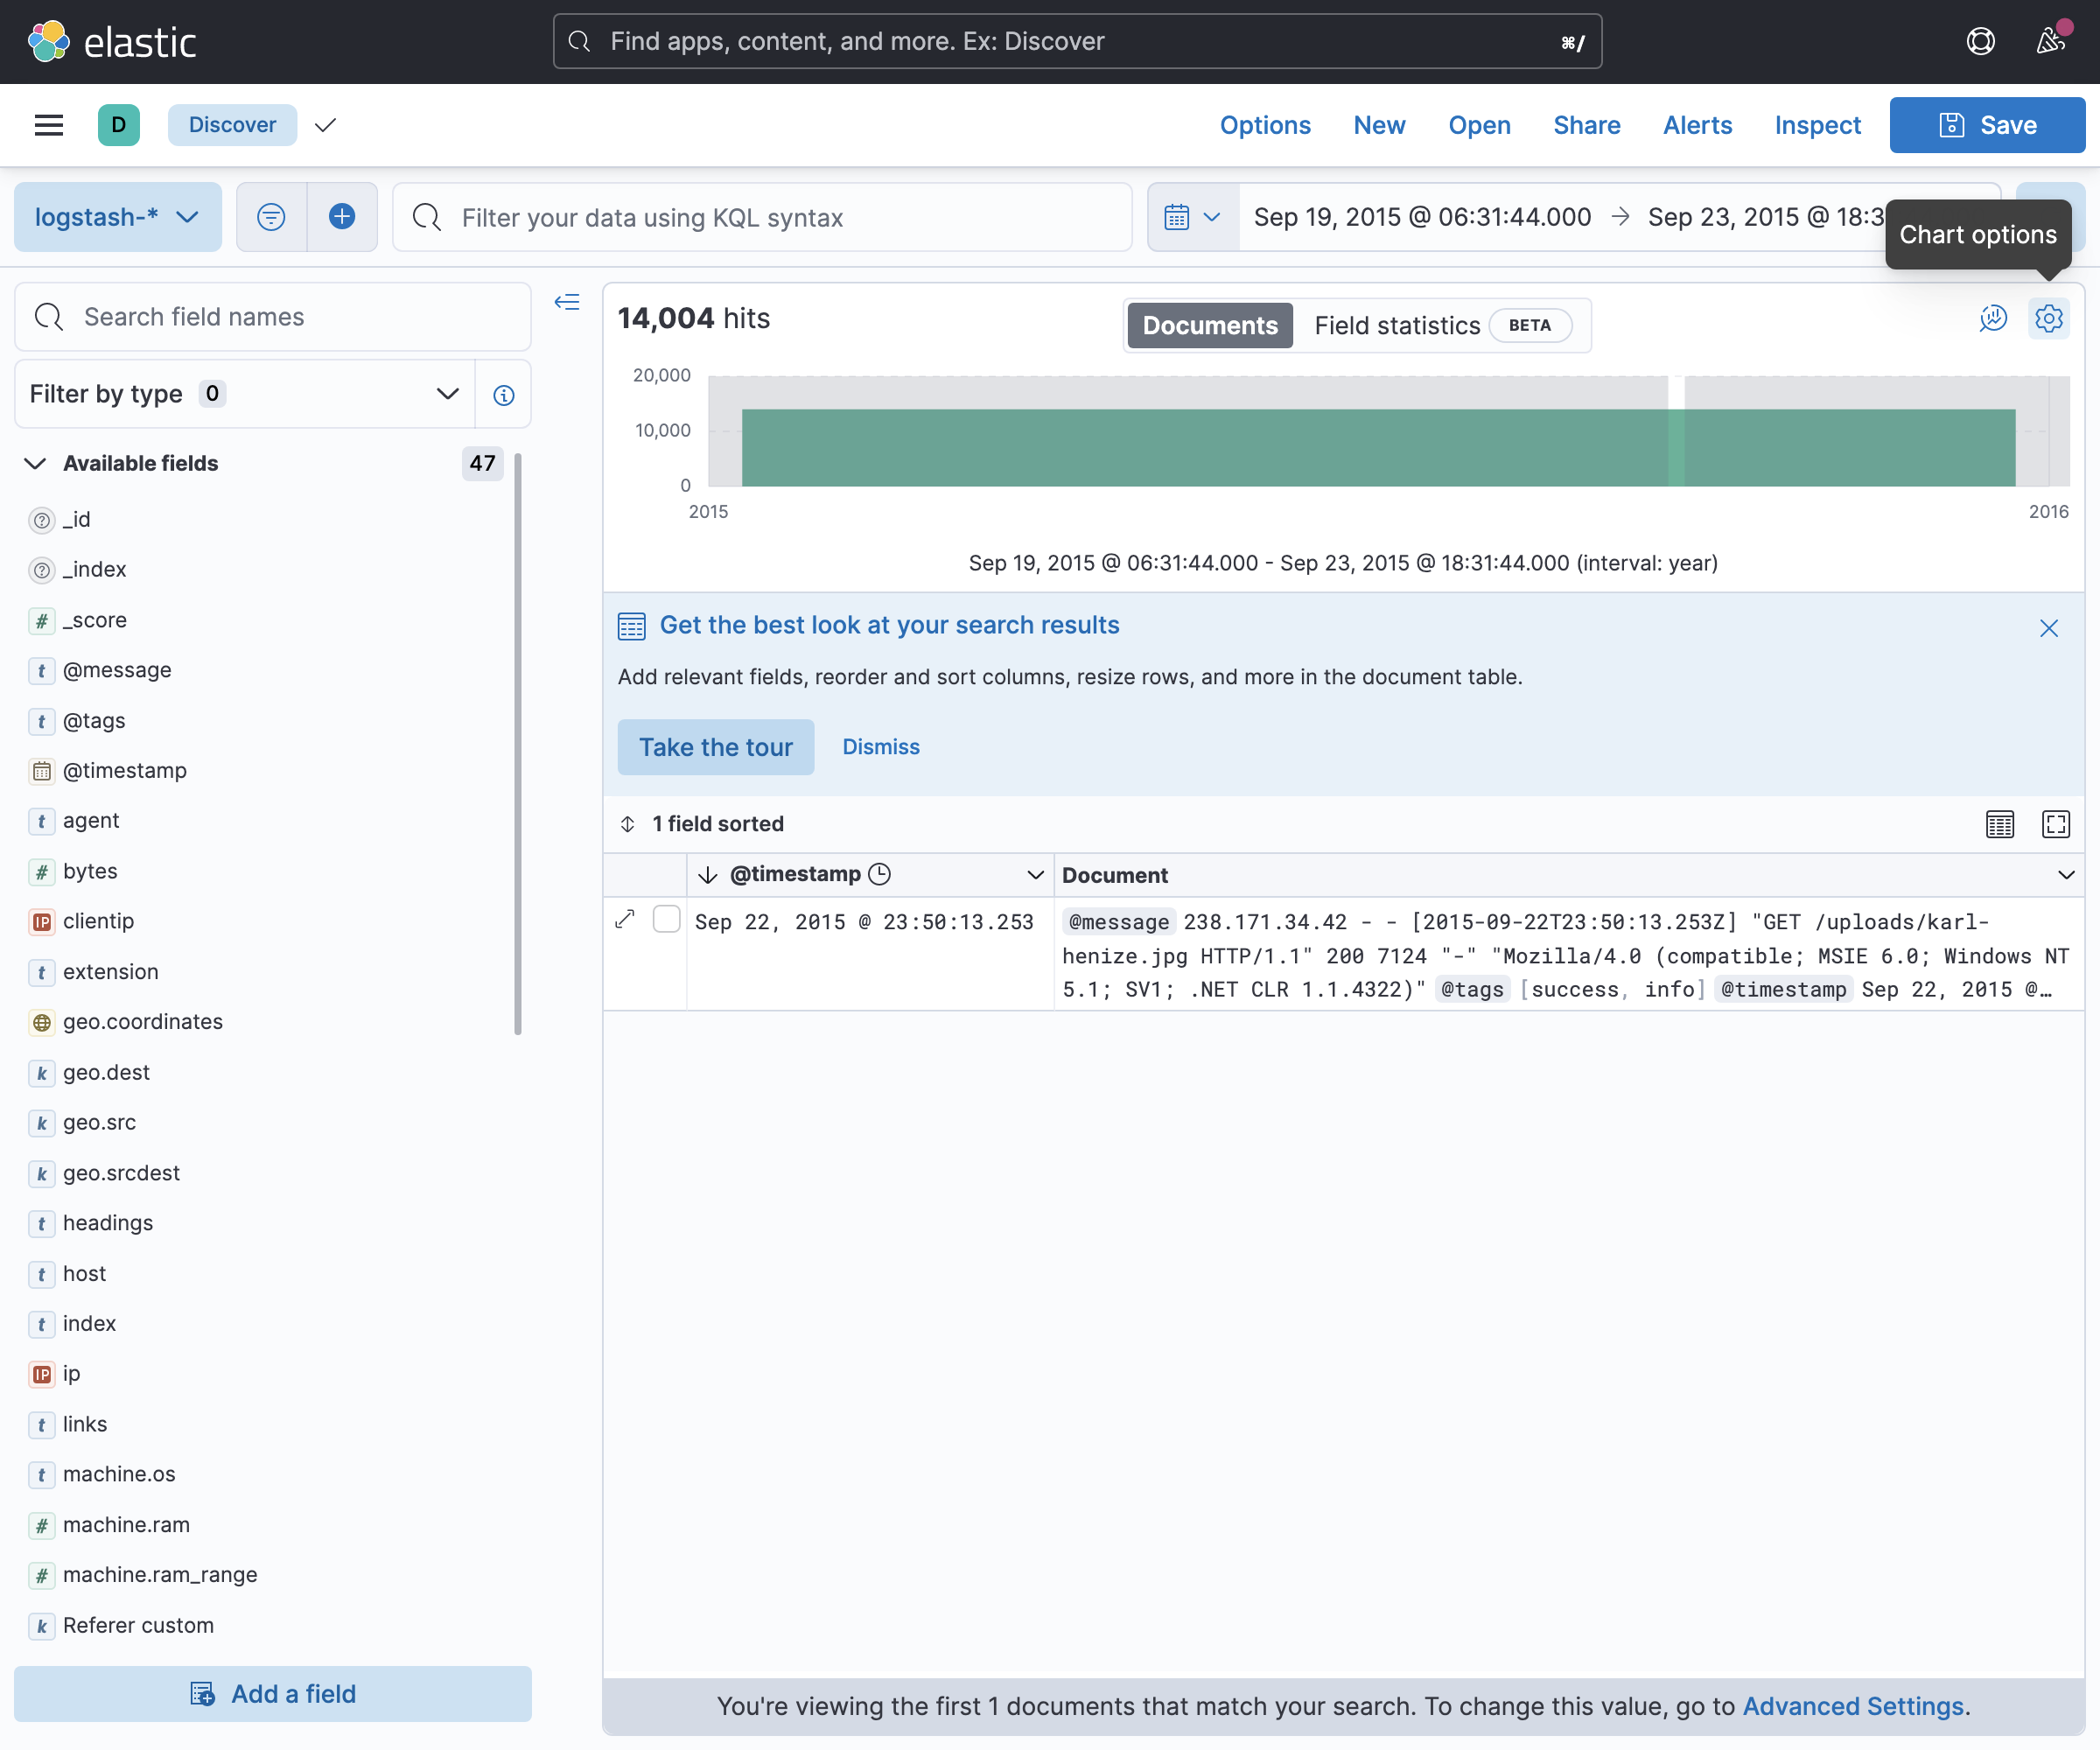 elastic
Find apps, content, and more. Ex: Discover
⌘/
D
Discover
Options
New
Open
Share
Alerts
Inspect
Save
logstash-*
Filter your data using KQL syntax
Sep 19, 2015 @ 06:31:44.000 → Sep 23, 2015 @ 18:3
Chart options
Search field names
Filter by type 0
Available fields 47
_id
_index
# _score
t @message
t @tags
@timestamp
t agent
# bytes
IP clientip
t extension
geo.coordinates
k geo.dest
k geo.src
k geo.srcdest
t headings
t host
t index
IP ip
t links
t machine.os
# machine.ram
# machine.ram_range
k Referer custom
Add a field
14,004 hits
Documents
Field statistics BETA
20,000
10,000
0
2015
2016
Sep 19, 2015 @ 06:31:44.000 - Sep 23, 2015 @ 18:31:44.000 (interval: year)
Get the best look at your search results
Add relevant fields, reorder and sort columns, resize rows, and more in the document table.
Take the tour
Dismiss
1 field sorted
@timestamp
Document
Sep 22, 2015 @ 23:50:13.253
@message 238.171.34.42 - - [2015-09-22T23:50:13.253Z] "GET /uploads/karl-
henize.jpg HTTP/1.1" 200 7124 "-" "Mozilla/4.0 (compatible; MSIE 6.0; Windows NT
5.1; SV1; .NET CLR 1.1.4322)" @tags [success, info] @timestamp Sep 22, 2015 @…
You're viewing the first 1 documents that match your search. To change this value, go to Advanced Settings.